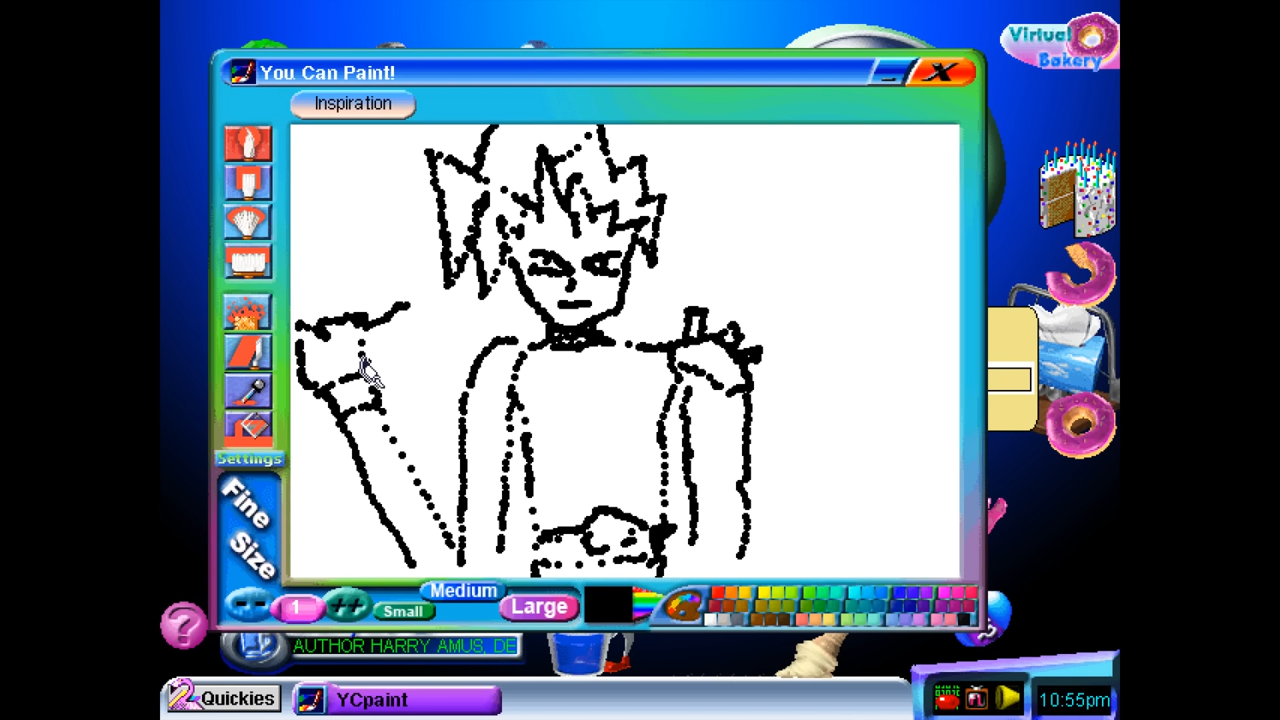 Virtual
Bakery
You Can Paint!
Inspiration
Settings
Fine
Size
--
1
++
Small
Medium
Large
?
AUTHOR HARRY AMUS, DE
2 Quickies
YCpaint
10:55pm